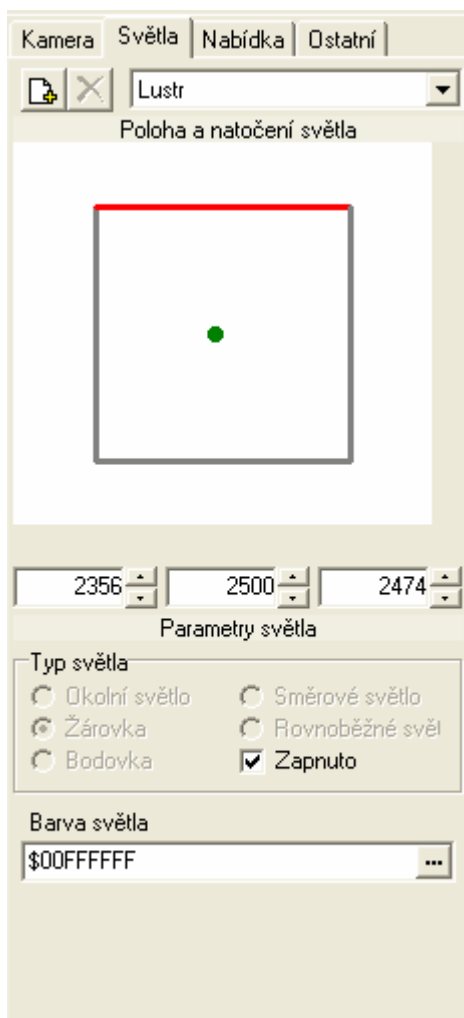 Kamera Světla Nabídka Ostatní
Lustr
Poloha a natočení světla
2356 2500 2474
Parametry světla
Typ světla
Okolní světlo Směrové světlo
Žárovka Rovnoběžné svěl
Bodovka Zapnuto
Barva světla
$00FFFFFF ...